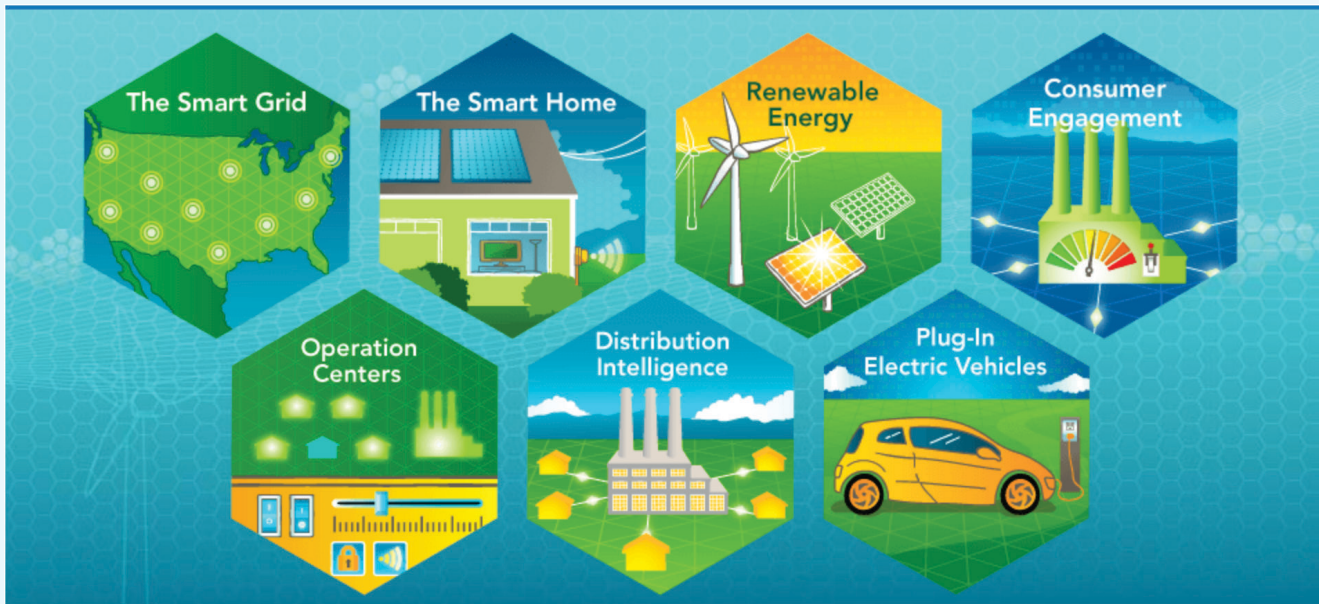 The Smart Grid
The Smart Home
Renewable
Energy
Consumer
Engagement
Operation
Centers
Distribution
Intelligence
Plug-In
Electric Vehicles